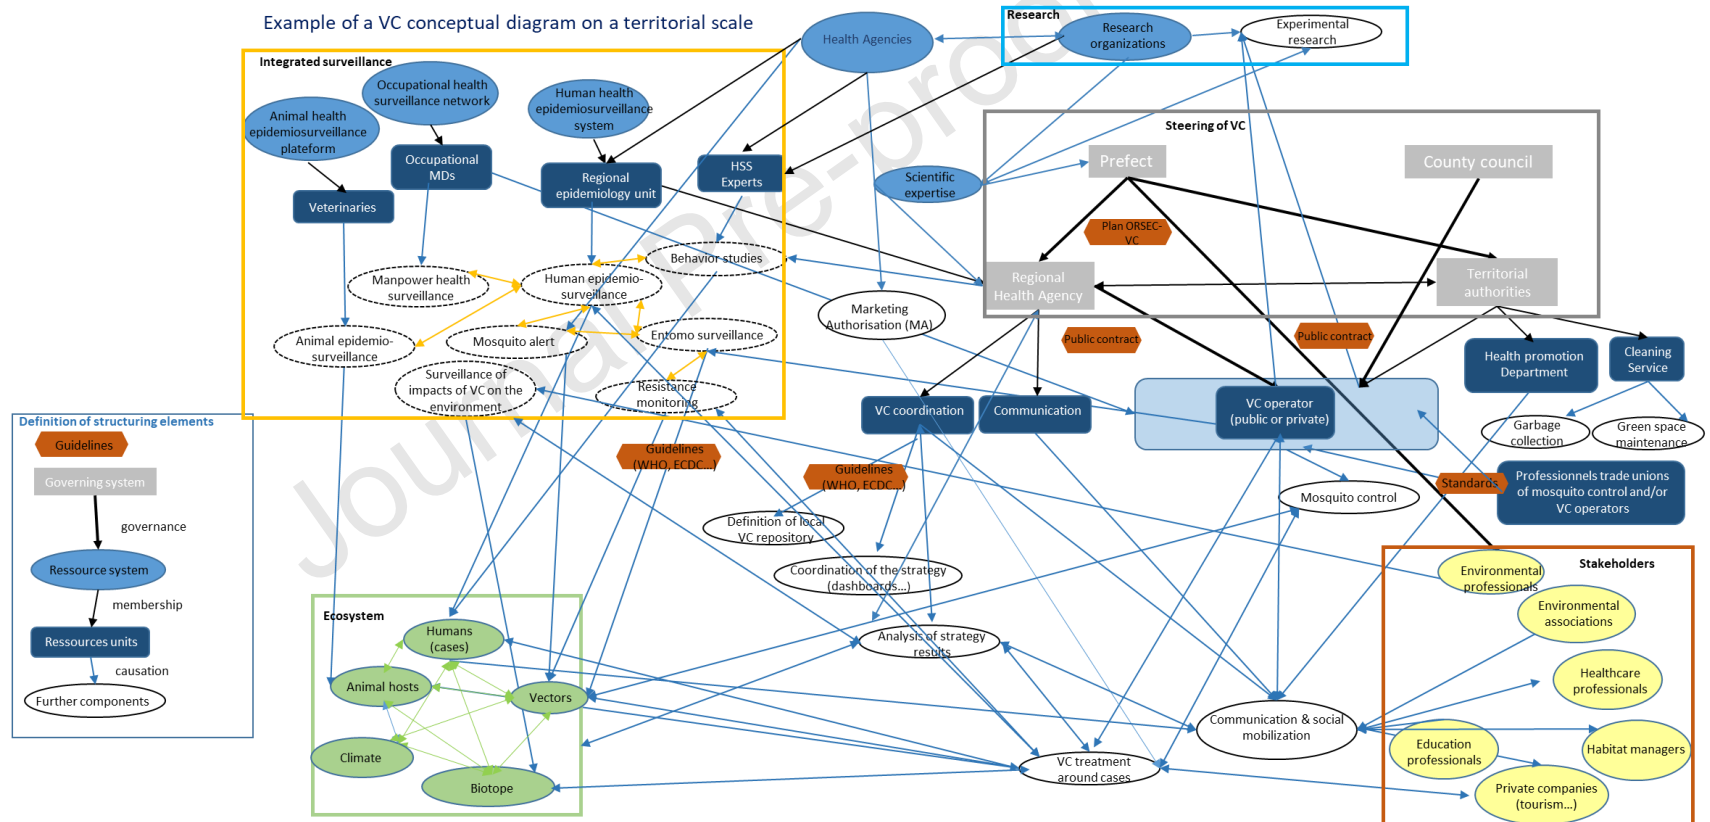 Example of a VC conceptual diagram on a territorial scale
Health Agencies
Research
Research
organizations
Experimental
research
Integrated surveillance
Occupational health
surveillance network
Animal health
epidemiosurveillance
plateform
Human health
epidemiosurveillance
system
Occupational
MDs
Veterinaries
Regional
epidemiology unit
HSS
Experts
Scientific
expertise
Steering of VC
Prefect
County council
Plan ORSEC-
VC
Regional
Health Agency
Territorial
authorities
Manpower health
surveillance
Human epidemio-
surveillance
Behavior studies
Animal epidemio-
surveillance
Mosquito alert
Entomo surveillance
Surveillance of
impacts of VC on the
environment
Resistance
monitoring
Marketing
Authorisation (MA)
Public contract
Public contract
Health promotion
Department
Cleaning
Service
VC coordination
Communication
VC operator
(public or private)
Garbage
collection
Green space
maintenance
Guidelines
(WHO, ECDC...)
Guidelines
(WHO, ECDC...)
Standards
Professionnels trade unions
of mosquito control and/or
VC operators
Mosquito control
Definition of local
VC repository
Coordination of the strategy
(dashboards...)
Analysis of strategy
results
Communication & social
mobilization
VC treatment
around cases
Definition of structuring elements
Guidelines
Governing system
governance
Ressource system
membership
Ressources units
causation
Further components
Ecosystem
Humans
(cases)
Animal hosts
Vectors
Climate
Biotope
Stakeholders
Environmental
professionals
Environmental
associations
Healthcare
professionals
Education
professionals
Habitat managers
Private companies
(tourism...)
Journal Pre-proo